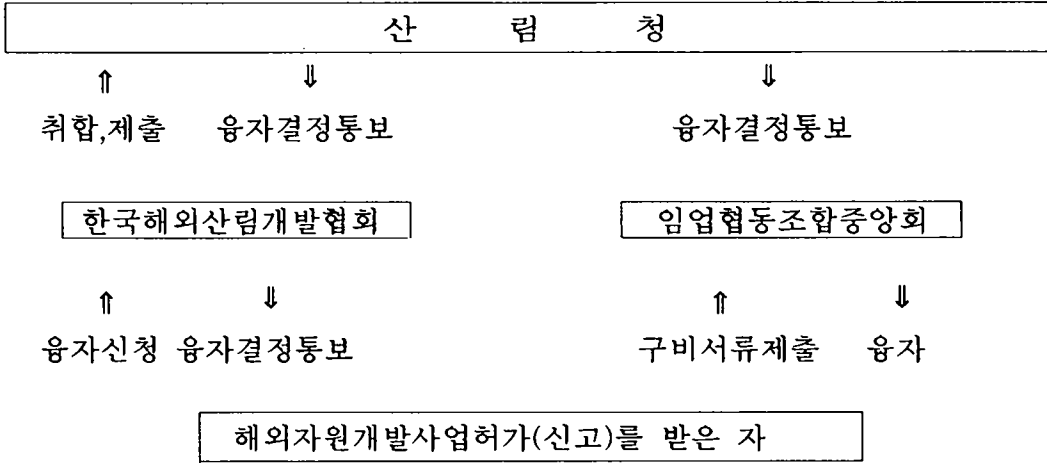 산 림 청
⇑ ⇓ ⇓
취합,제출 융자결정통보 융자결정통보
한국해외산림개발협회 임업협동조합중앙회
⇑ ⇓ ⇑ ⇓
융자신청 융자결정통보 구비서류제출 융자
해외자원개발사업허가(신고)를 받은 자